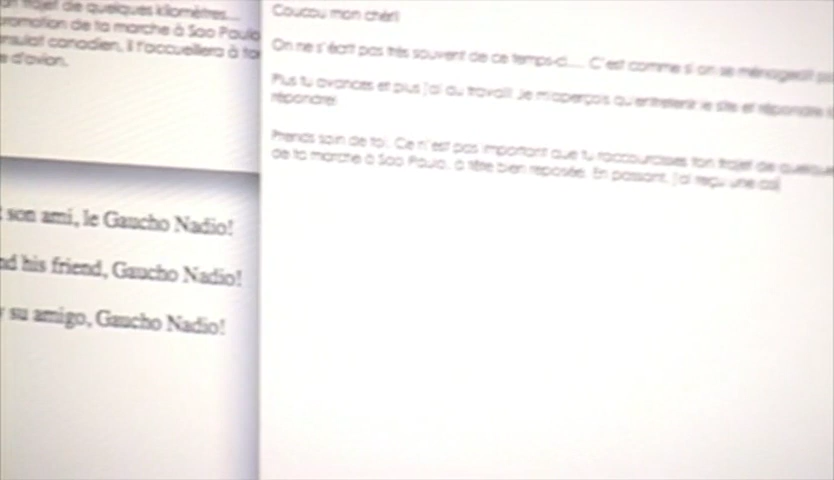 trajet de quelques kilomètres....
promotion de ta marche à Sao Paulo
consulat canadien, il t'accueillera à
d'avion.
son ami, le Gaucho Nadio!
his friend, Gaucho Nadio!
su amigo, Gaucho Nadio!
Coucou mon chéri!
On ne s'écrit pas très souvent de ce temps-ci.... C'est comme si on se ménageait
Plus tu avances et plus j'ai du travail! Je m'aperçois qu'entretenir le site et répondre
répondre!
Prends soin de toi. Ce n'est pas important que tu raccourcisses ton trajet de
de ta marche à Sao Paulo, à tête bien reposée. En passant, j'ai reçu une